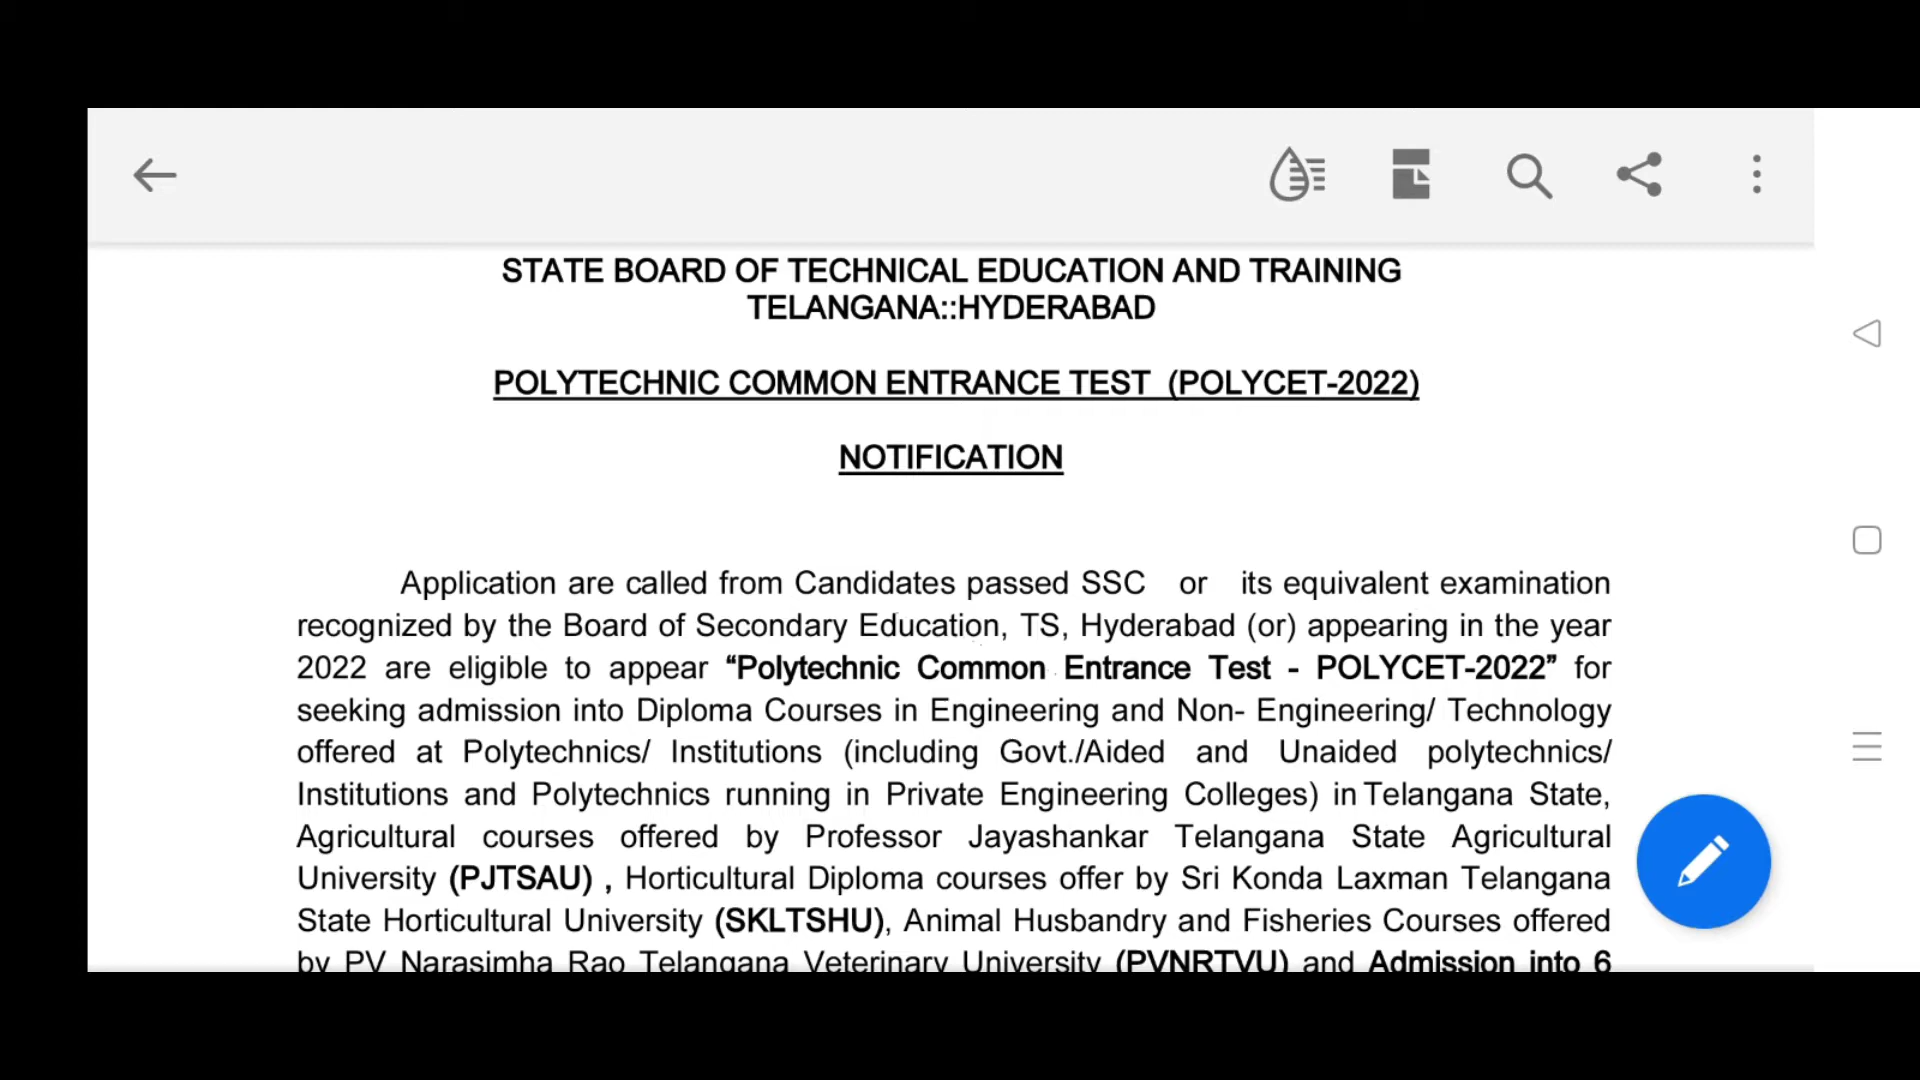 STATE BOARD OF TECHNICAL EDUCATION AND TRAINING
TELANGANA::HYDERABAD
POLYTECHNIC COMMON ENTRANCE TEST (POLYCET-2022)
NOTIFICATION
Application are called from Candidates passed SSC or its equivalent examination
recognized by the Board of Secondary Education, TS, Hyderabad (or) appearing in the year
2022 are eligible to appear “Polytechnic Common Entrance Test - POLYCET-2022” for
seeking admission into Diploma Courses in Engineering and Non- Engineering/ Technology
offered at Polytechnics/ Institutions (including Govt./Aided and Unaided polytechnics/
Institutions and Polytechnics running in Private Engineering Colleges) in Telangana State,
Agricultural courses offered by Professor Jayashankar Telangana State Agricultural
University (PJTSAU) , Horticultural Diploma courses offer by Sri Konda Laxman Telangana
State Horticultural University (SKLTSHU), Animal Husbandry and Fisheries Courses offered
by PV Narasimha Rao Telangana Veterinary University (PVNRTVU) and Admission into 6